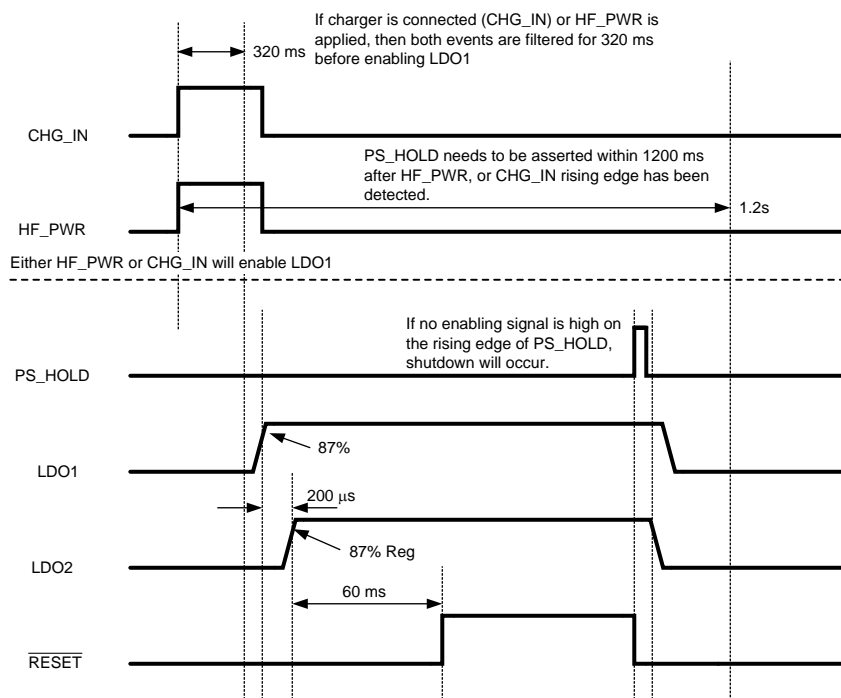 If charger is connected (CHG_IN) or HF_PWR is
applied, then both events are filtered for 320 ms
before enabling LDO1
320 ms
CHG_IN
PS_HOLD needs to be asserted within 1200 ms
after HF_PWR, or CHG_IN rising edge has been
detected.
1.2s
HF_PWR
Either HF_PWR or CHG_IN will enable LDO1
If no enabling signal is high on
the rising edge of PS_HOLD,
shutdown will occur.
PS_HOLD
87%
LDO1
200 µs
87% Reg
LDO2
60 ms
RESET